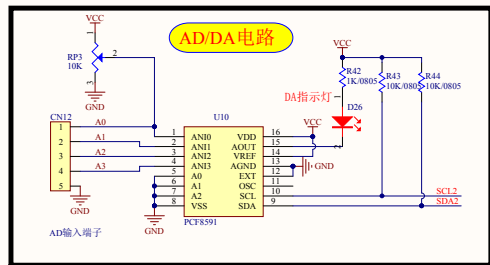 AD/DA电路
VCC
1
RP3
10K
2
3
GND
VCC
R42
1K/0805
R43
10K/0805
R44
10K/0805
DA指示灯
1
D26
2
CN12
1
2
3
4
5
A0
A1
A2
A3
GND
U10
1 ANI0 VDD 16
2 ANI1 AOUT 15
3 ANI2 VREF 14
4 ANI3 AGND 13
5 A0 EXT 12
6 A1 OSC 11
7 A2 SCL 10
8 VSS SDA 9
VCC
GND
SCL2
SDA2
GND
PCF8591
AD输入端子